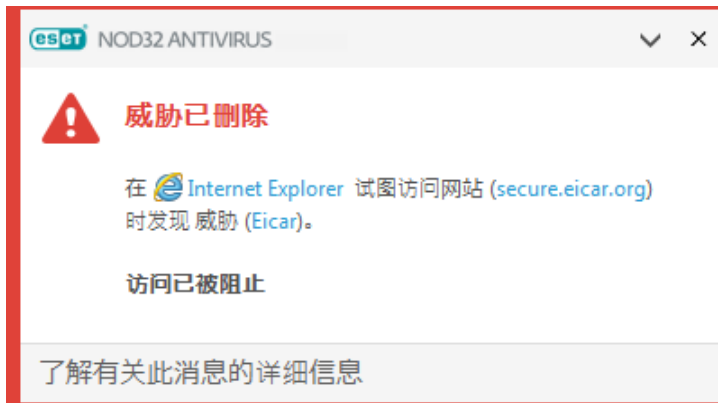 eset NOD32 ANTIVIRUS
威胁已删除
在 Internet Explorer 试图访问网站 (secure.eicar.org)
时发现 威胁 (Eicar)。
访问已被阻止
了解有关此消息的详细信息